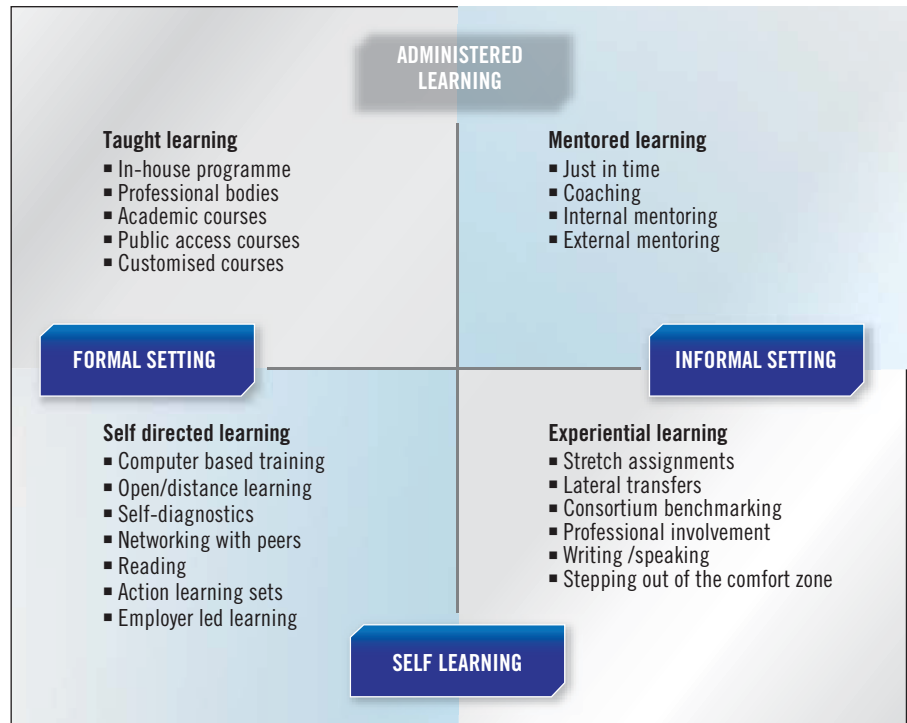 ADMINISTERED
LEARNING
Taught learning
▪ In-house programme
▪ Professional bodies
▪ Academic courses
▪ Public access courses
▪ Customised courses
Mentored learning
▪ Just in time
▪ Coaching
▪ Internal mentoring
▪ External mentoring
FORMAL SETTING
INFORMAL SETTING
Self directed learning
▪ Computer based training
▪ Open/distance learning
▪ Self-diagnostics
▪ Networking with peers
▪ Reading
▪ Action learning sets
▪ Employer led learning
Experiential learning
▪ Stretch assignments
▪ Lateral transfers
▪ Consortium benchmarking
▪ Professional involvement
▪ Writing /speaking
▪ Stepping out of the comfort zone
SELF LEARNING